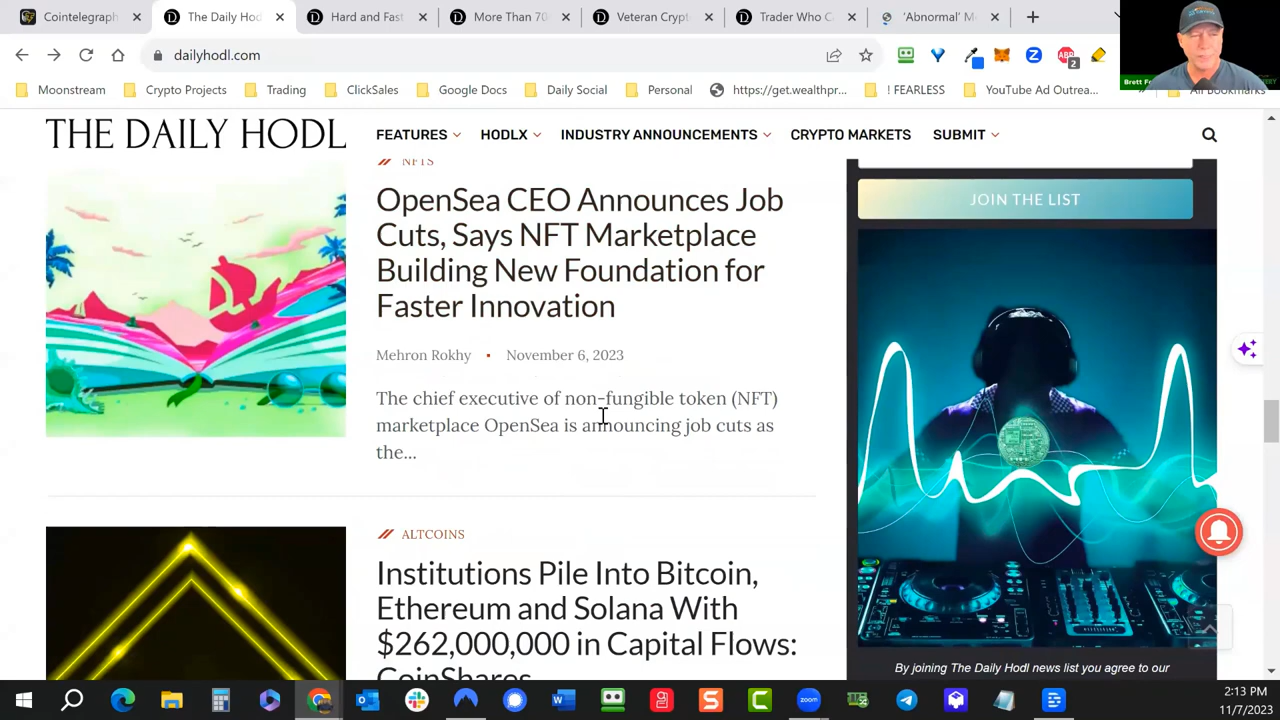 Cointelegraph
The Daily Hodl
Hard and Fast
More Than 70
Veteran Crypt
Trader Who C
'Abnormal' M
dailyhodl.com
2
Brett
Moonstream
Crypto Projects
Trading
ClickSales
Google Docs
Daily Social
Personal
https://get.wealthpr...
! FEARLESS
YouTube Ad Outrea...
All Bookmarks
THE DAILY HODL
FEATURES
HODLX
INDUSTRY ANNOUNCEMENTS
CRYPTO MARKETS
SUBMIT
NFTS
OpenSea CEO Announces Job
Cuts, Says NFT Marketplace
Building New Foundation for
Faster Innovation
Mehron Rokhy • November 6, 2023
The chief executive of non-fungible token (NFT)
marketplace OpenSea is announcing job cuts as
the...
ALTCOINS
Institutions Pile Into Bitcoin,
Ethereum and Solana With
$262,000,000 in Capital Flows:
CoinShares
JOIN THE LIST
By joining The Daily Hodl news list you agree to our
2:13 PM
11/7/2023